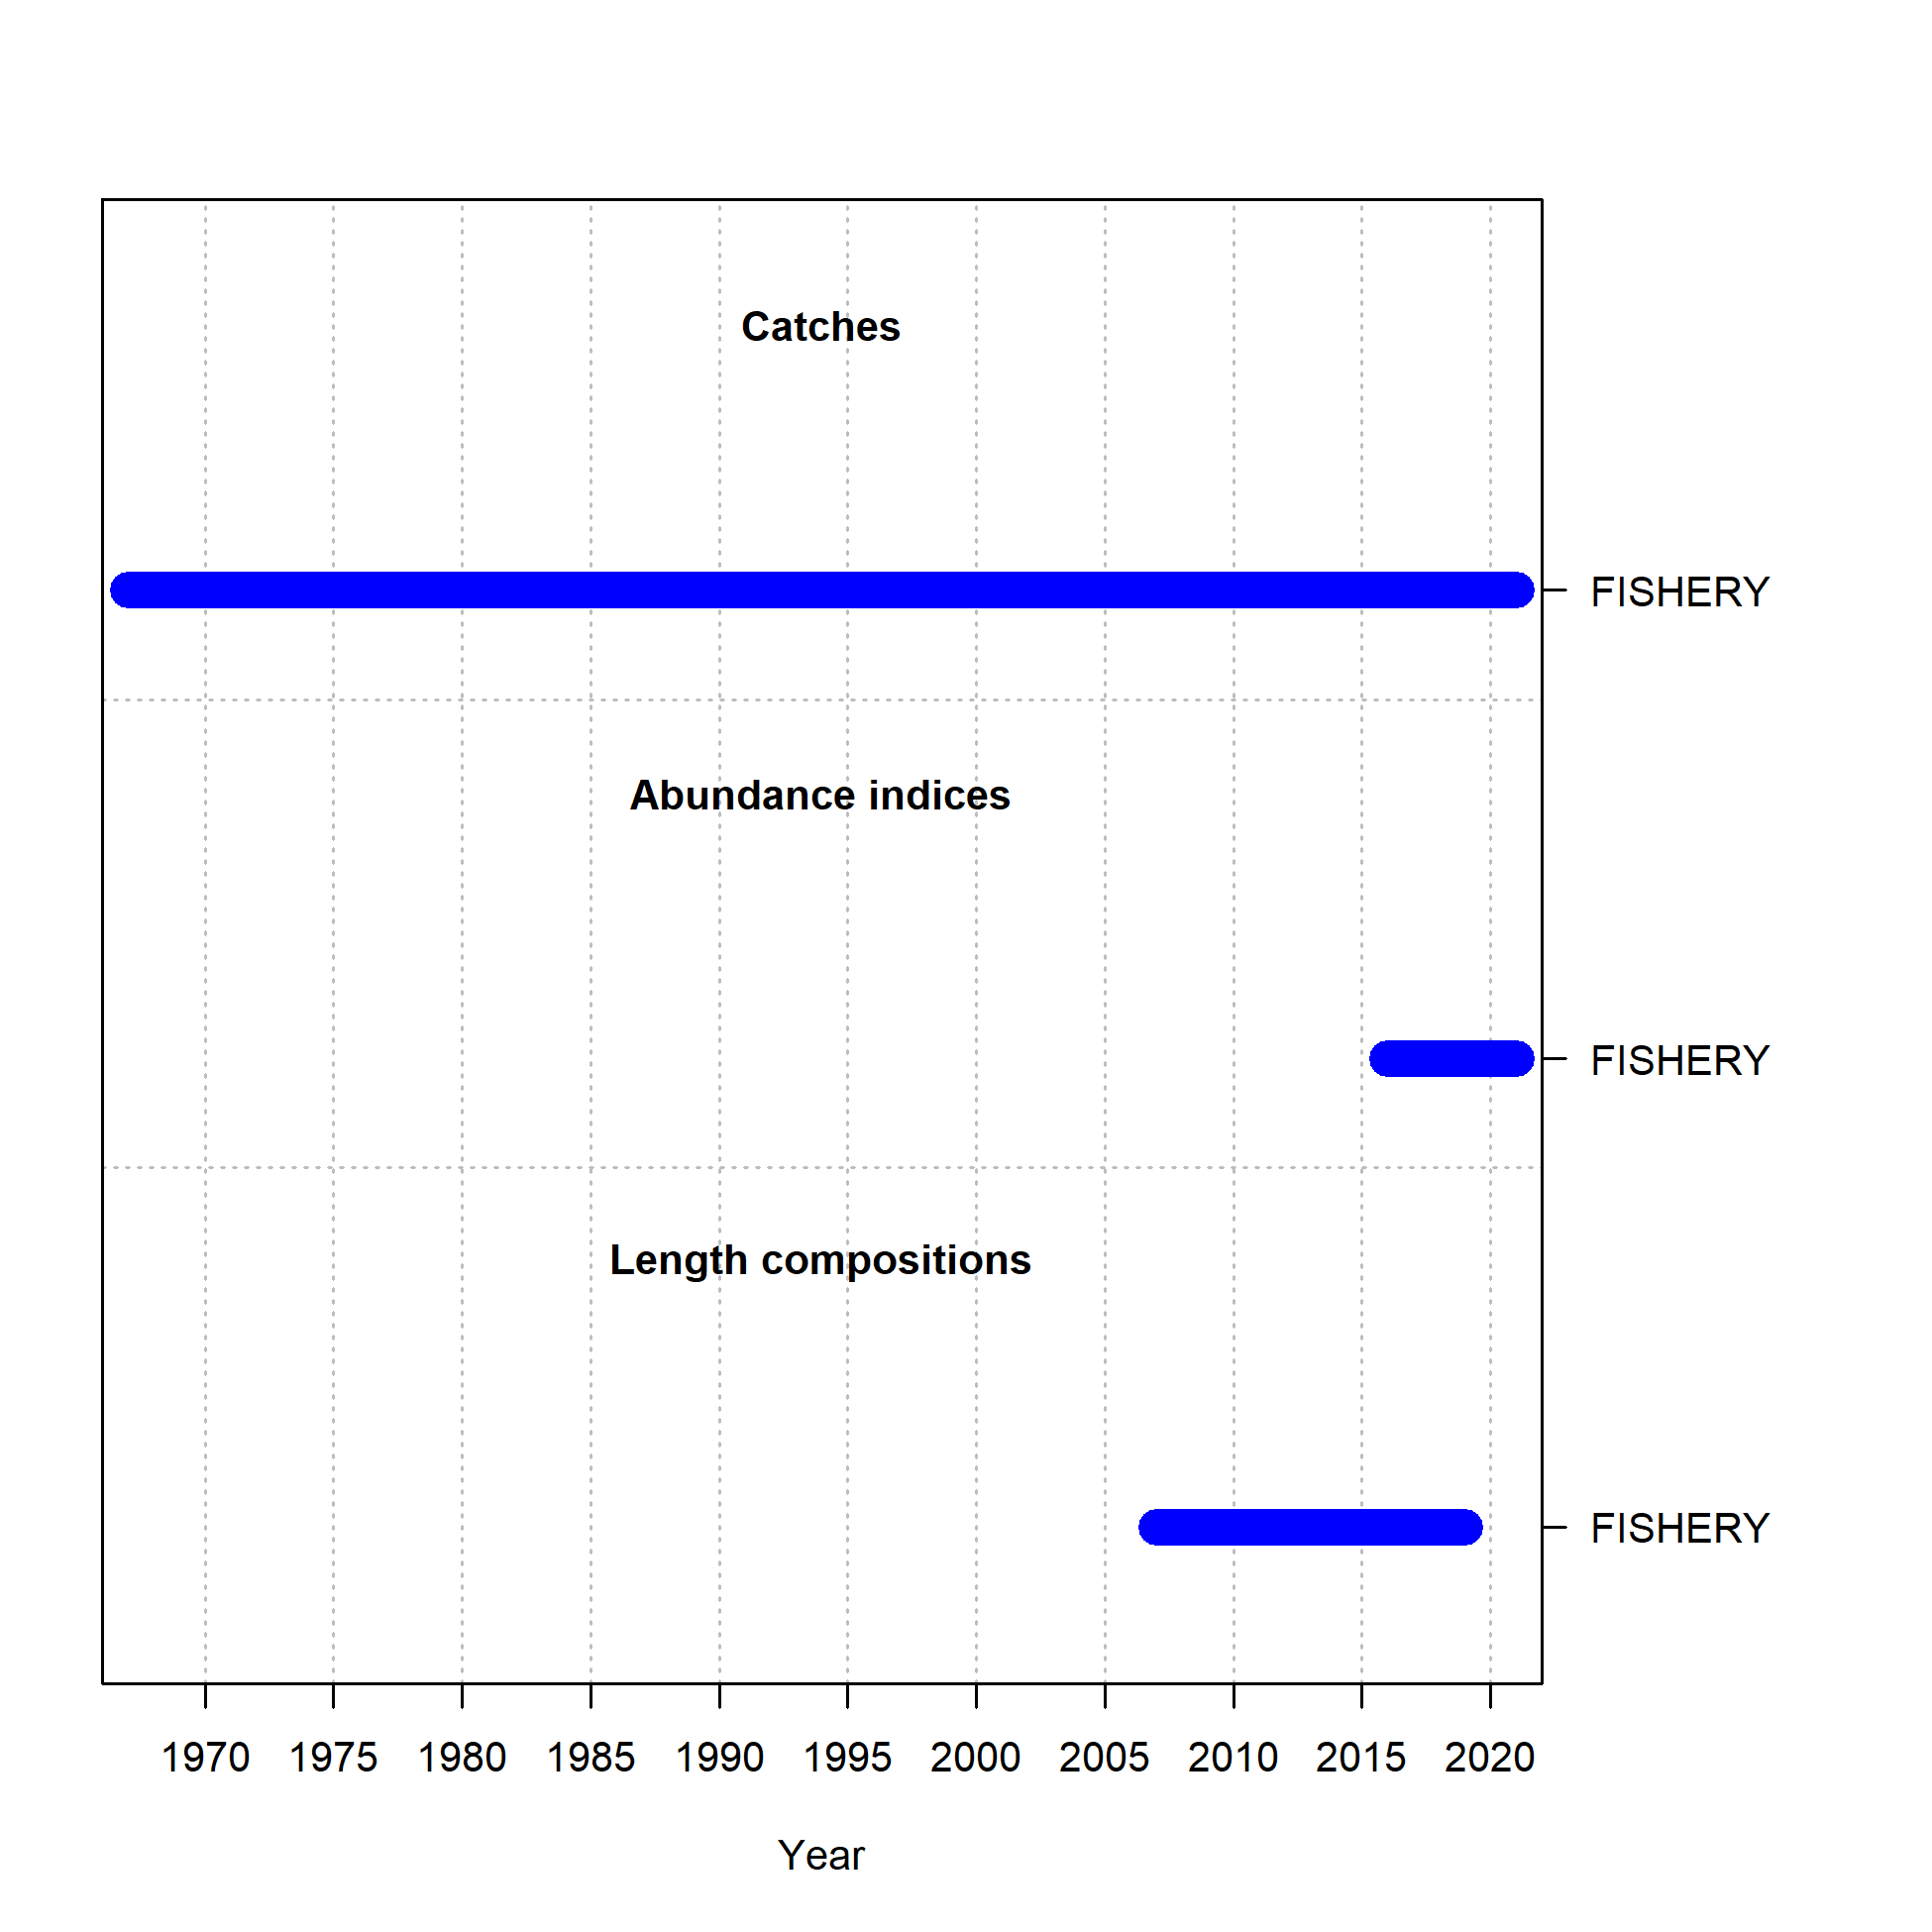 Catches
FISHERY
Abundance indices
FISHERY
Length compositions
FISHERY
1970 1975 1980 1985 1990 1995 2000 2005 2010 2015 2020
Year